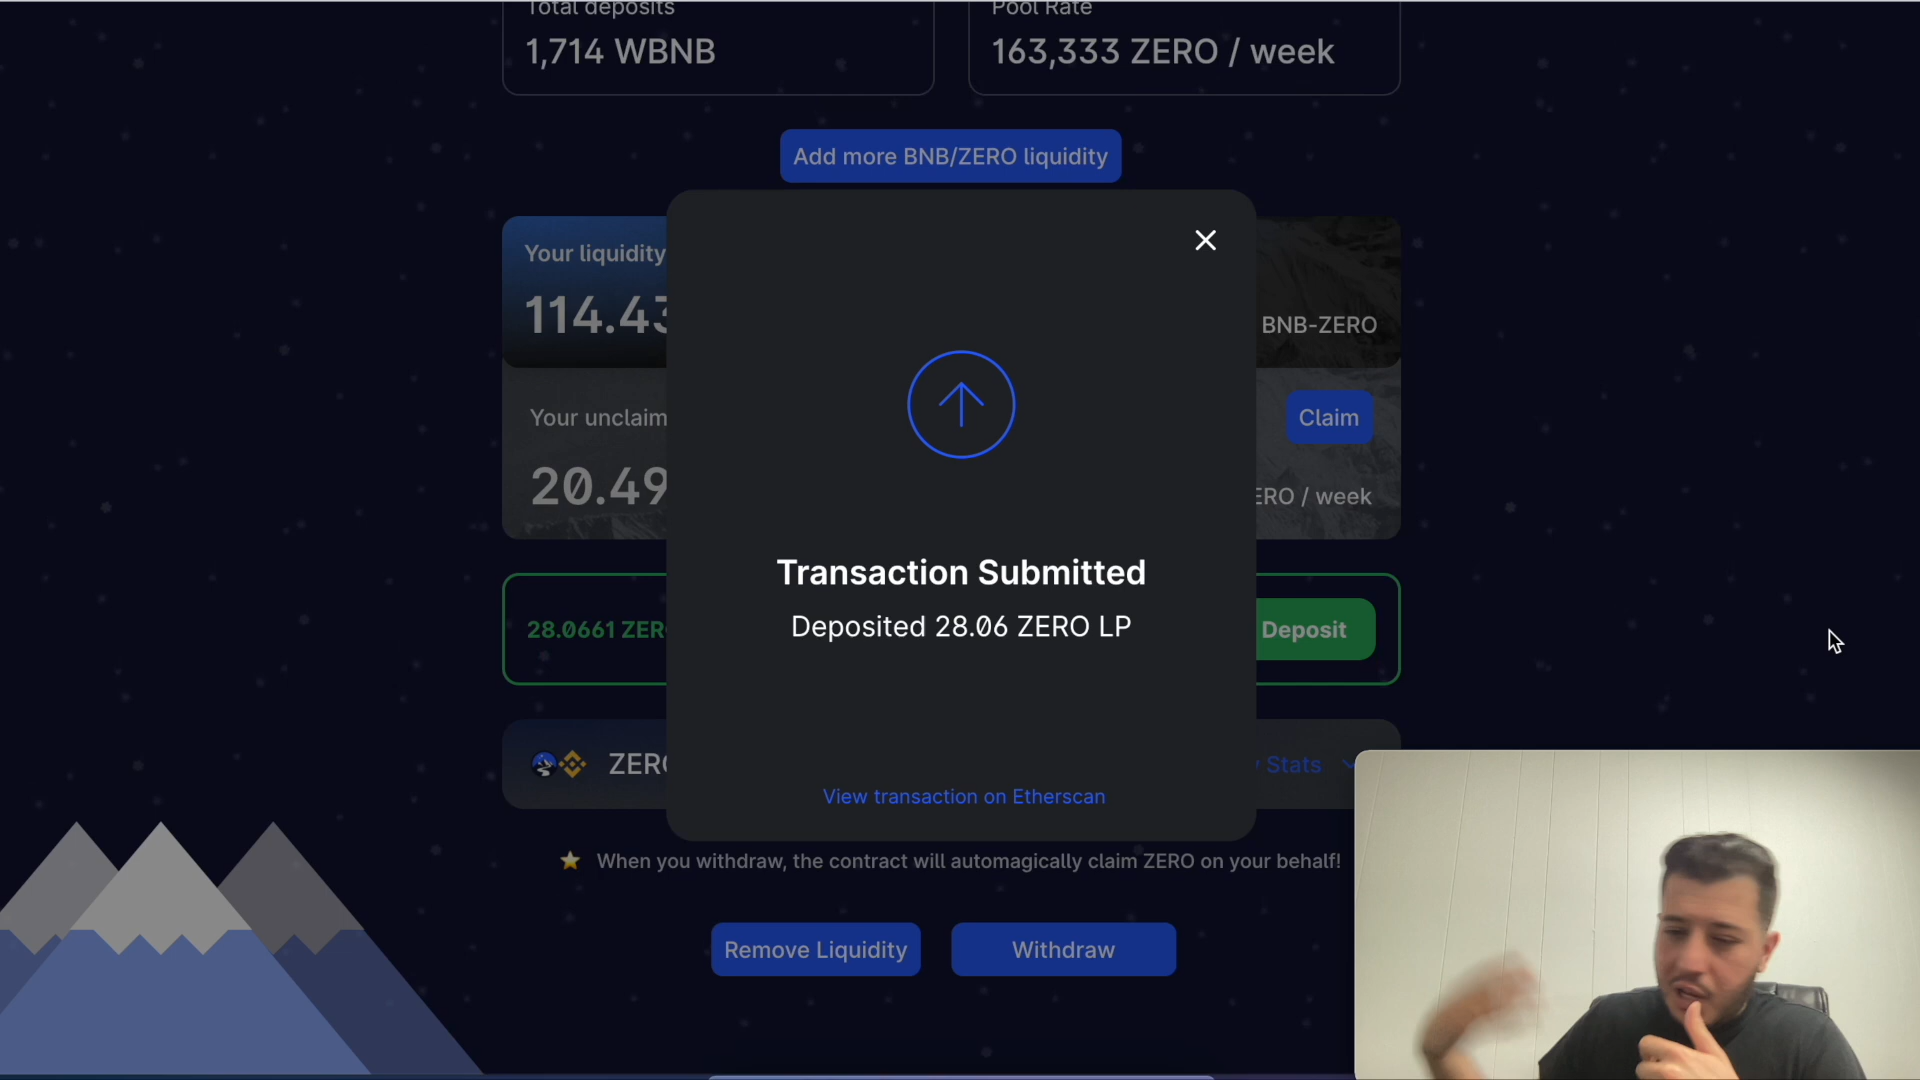 Total deposits
Pool Rate
1,714 WBNB
163,333 ZERO / week
Add more BNB/ZERO liquidity
Your liquidity
114.43
BNB-ZERO
Your unclaim
Claim
20.49
ERO / week
Transaction Submitted
Deposited 28.06 ZERO LP
28.0661 ZER
Deposit
ZERO
Stats
View transaction on Etherscan
When you withdraw, the contract will automagically claim ZERO on your behalf!
Remove Liquidity
Withdraw